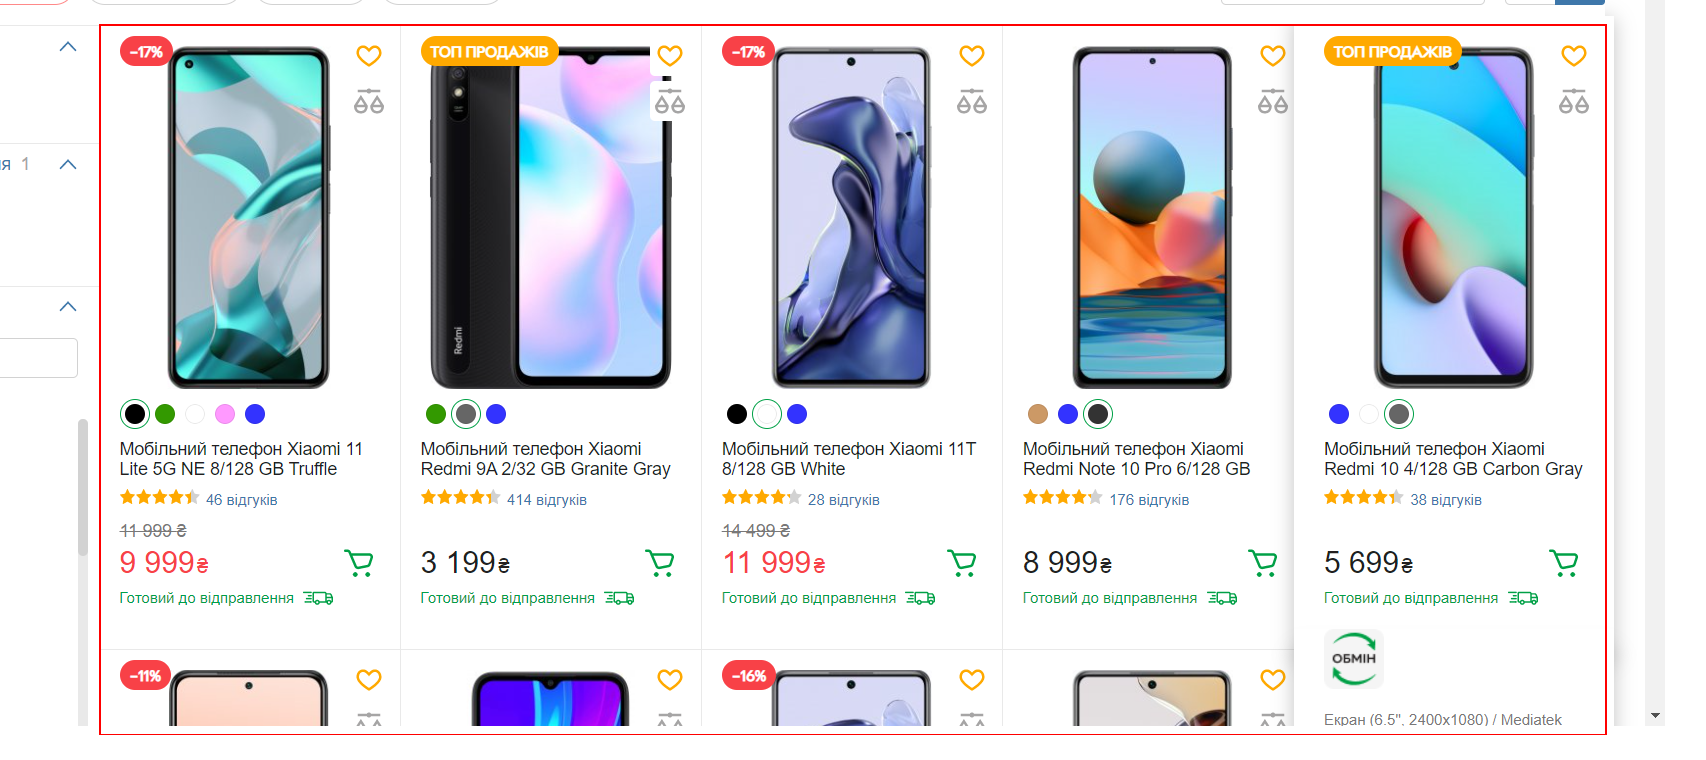 я 1
-17%
Мобільний телефон Xiaomi 11
Lite 5G NE 8/128 GB Truffle
46 відгуків
11 999 ₴
9 999₴
Готовий до відправлення
ТОП ПРОДАЖІВ
Redmi
Мобільний телефон Xiaomi
Redmi 9A 2/32 GB Granite Gray
414 відгуків
3 199₴
Готовий до відправлення
-17%
Мобільний телефон Xiaomi 11T
8/128 GB White
28 відгуків
14 499 ₴
11 999₴
Готовий до відправлення
Мобільний телефон Xiaomi
Redmi Note 10 Pro 6/128 GB
176 відгуків
8 999₴
Готовий до відправлення
ТОП ПРОДАЖІВ
Мобільний телефон Xiaomi
Redmi 10 4/128 GB Carbon Gray
38 відгуків
5 699₴
Готовий до відправлення
ОБМІН
Екран (6.5", 2400x1080) / Mediatek
-11%
-16%